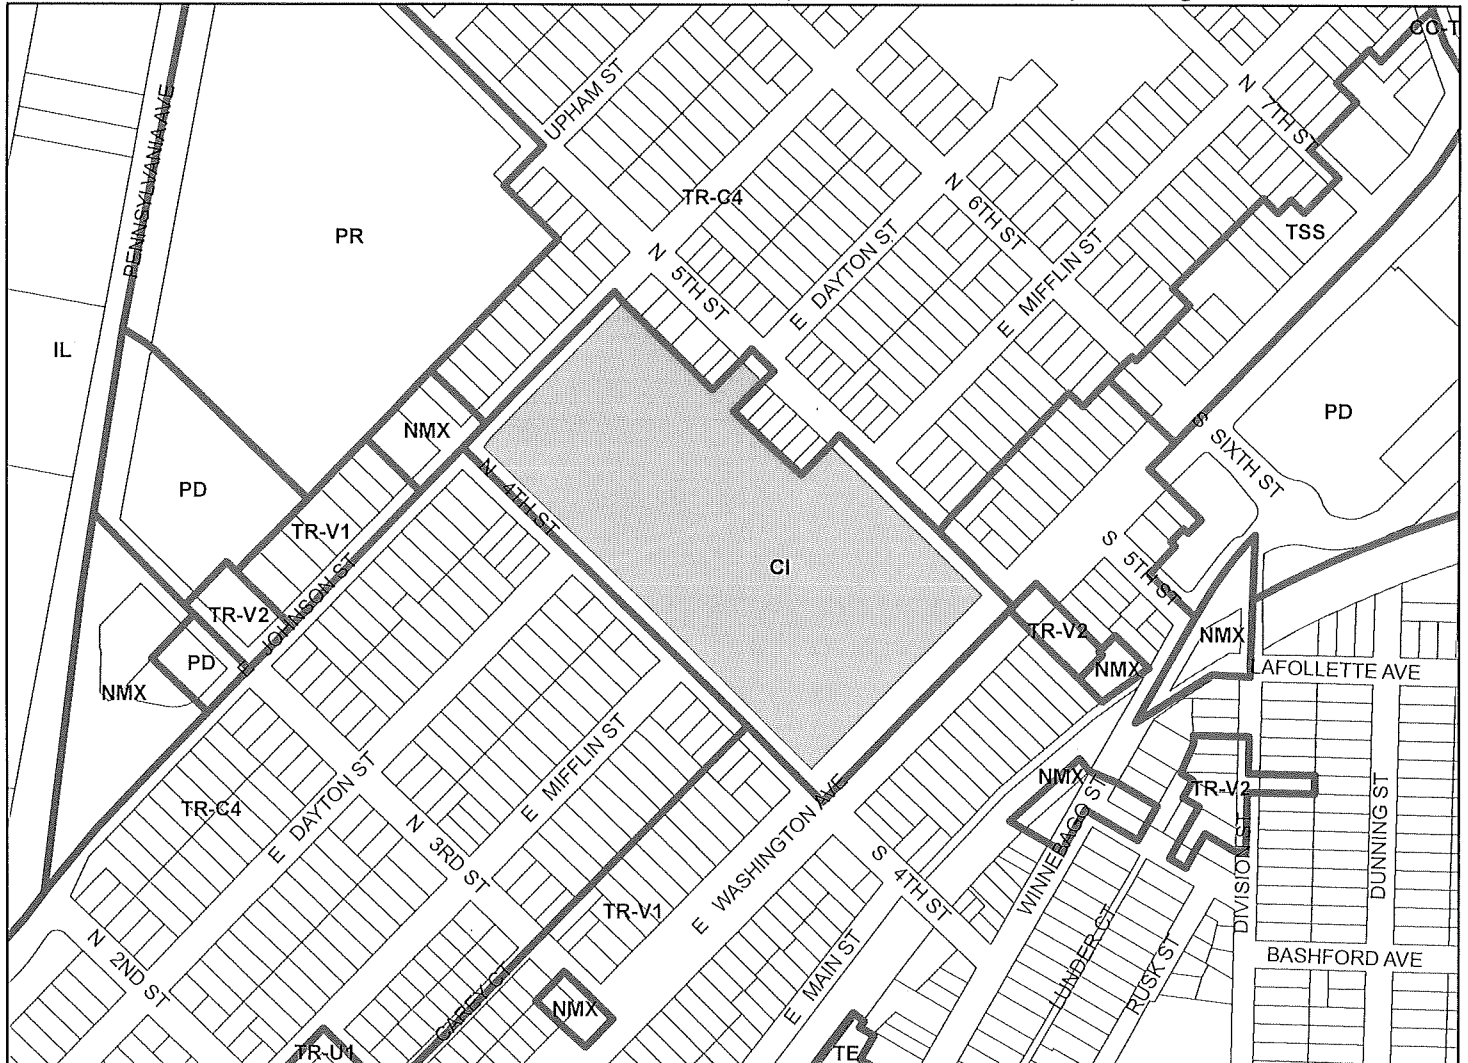 CC-T
UPHAM ST
N 7TH ST
PENNSYLVANIA AVE
TR-C4
N 6TH ST
PR
TSS
N 5TH ST
E DAYTON ST
E MIFFLIN ST
IL
PD
S SIXTH ST
NMX
PD
N 4TH ST
TR-V1
S 5TH ST
CI
E JOHNSON ST
TR-V2
TR-V2
NMX
PD
NMX
LAFOLLETTE AVE
NMX
E MIFFLIN ST
NMX
TR-V2
TR-C4
E DAYTON ST
WINNEBAGO ST
DUNNING ST
N 3RD ST
E WASHINGTON AVE
S 4TH ST
DIVISION ST
TR-V1
LUNDER CT
RUSK ST
BASHFORD AVE
N 2ND ST
E MAIN ST
CAREY CT
NMX
TR-U1
TE